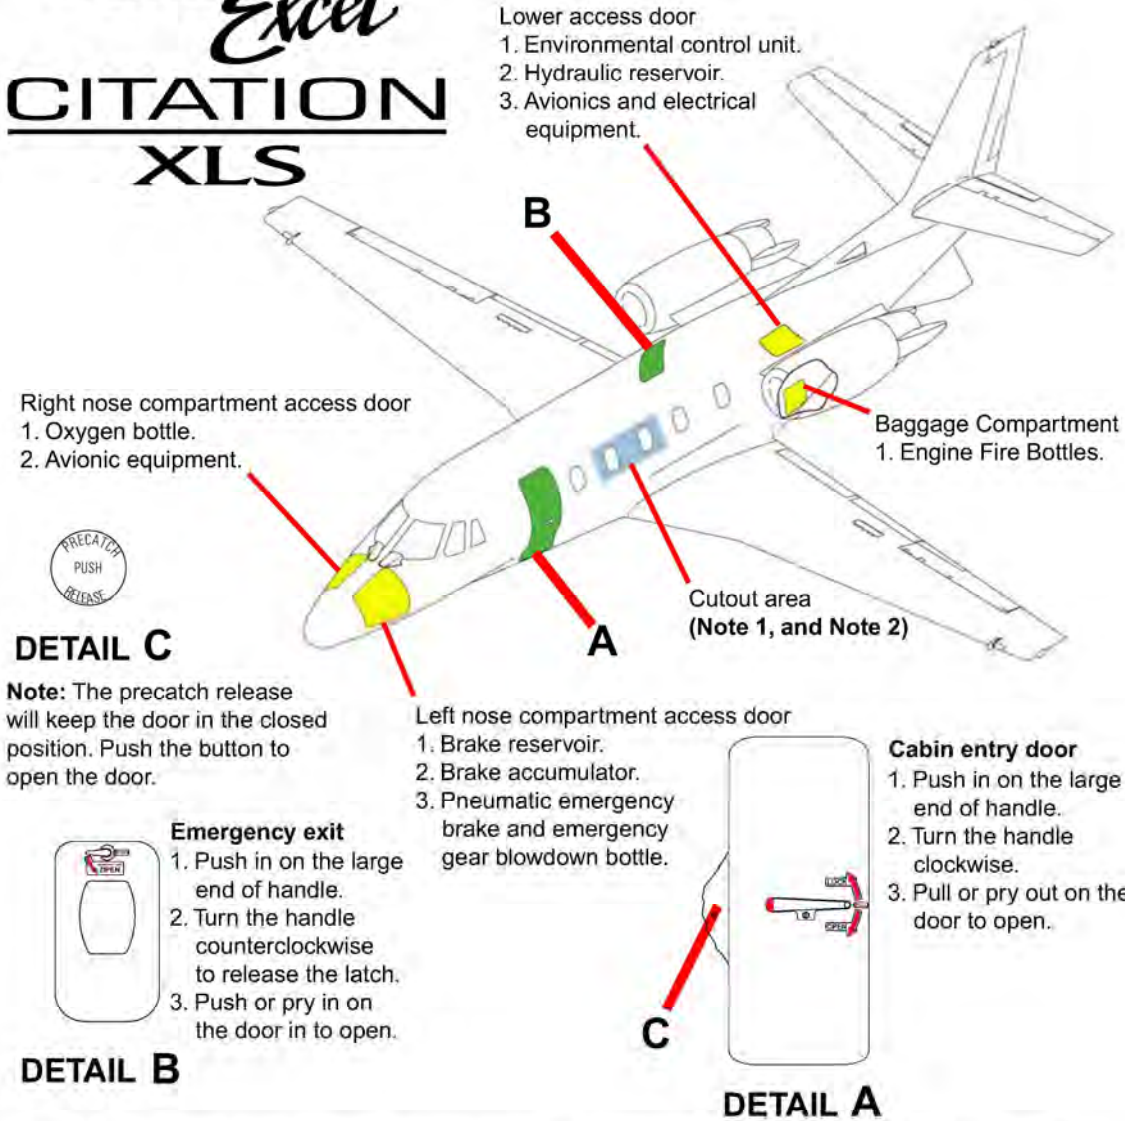 Excel
CITATION
XLS
Lower access door
1. Environmental control unit.
2. Hydraulic reservoir.
3. Avionics and electrical
equipment.
B
Right nose compartment access door
1. Oxygen bottle.
2. Avionic equipment.
Baggage Compartment
1. Engine Fire Bottles.
PRECATCH
PUSH
RELEASE
DETAIL C
Note: The precatch release
will keep the door in the closed
position. Push the button to
open the door.
A
Cutout area
(Note 1, and Note 2)
Left nose compartment access door
1. Brake reservoir.
2. Brake accumulator.
3. Pneumatic emergency
brake and emergency
gear blowdown bottle.
Cabin entry door
1. Push in on the large
end of handle.
2. Turn the handle
clockwise.
3. Pull or pry out on the
door to open.
LOCK
OPEN
C
DETAIL A
OPEN
Emergency exit
1. Push in on the large
end of handle.
2. Turn the handle
counterclockwise
to release the latch.
3. Push or pry in on
the door in to open.
DETAIL B